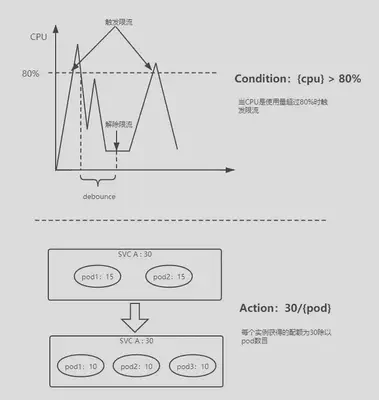 触发限流
CPU
80%
Condition: {cpu} > 80%
当CPU是使用量超过80%时触
发限流
解除限流
debounce
SVC A : 30
pod1: 15
pod2: 15
Action: 30/{pod}
每个实例获得的配额为30除以
pod数目
SVC A : 30
pod1: 10
pod2: 10
pod3: 10